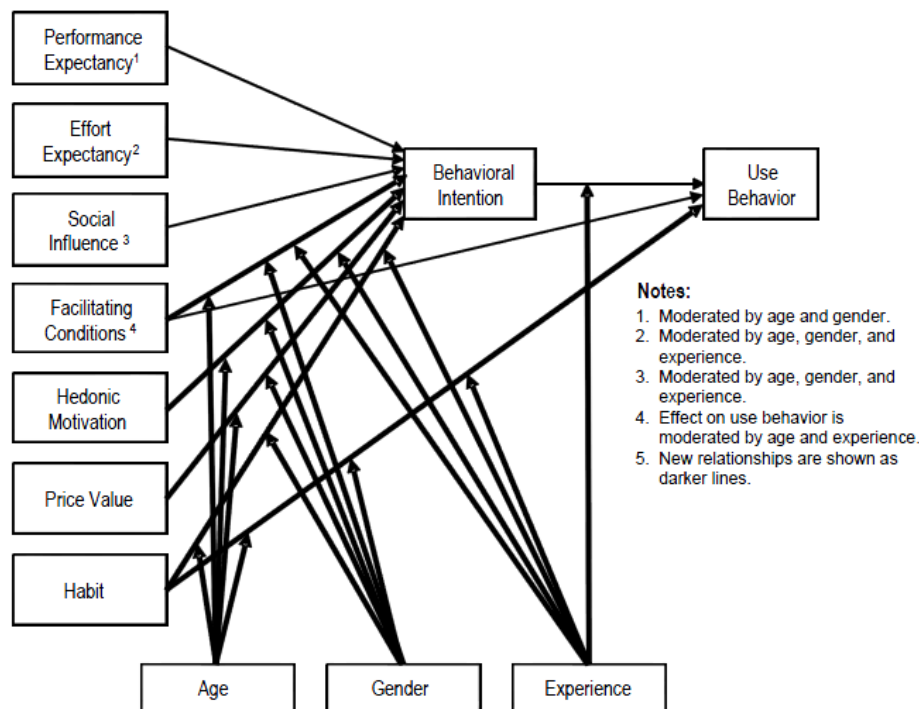 Performance
Expectancy¹
Effort
Expectancy²
Social
Influence ³
Facilitating
Conditions ⁴
Hedonic
Motivation
Price Value
Habit
Behavioral
Intention
Use
Behavior
Notes:
1. Moderated by age and gender.
2. Moderated by age, gender, and
experience.
3. Moderated by age, gender, and
experience.
4. Effect on use behavior is
moderated by age and experience.
5. New relationships are shown as
darker lines.
Age
Gender
Experience